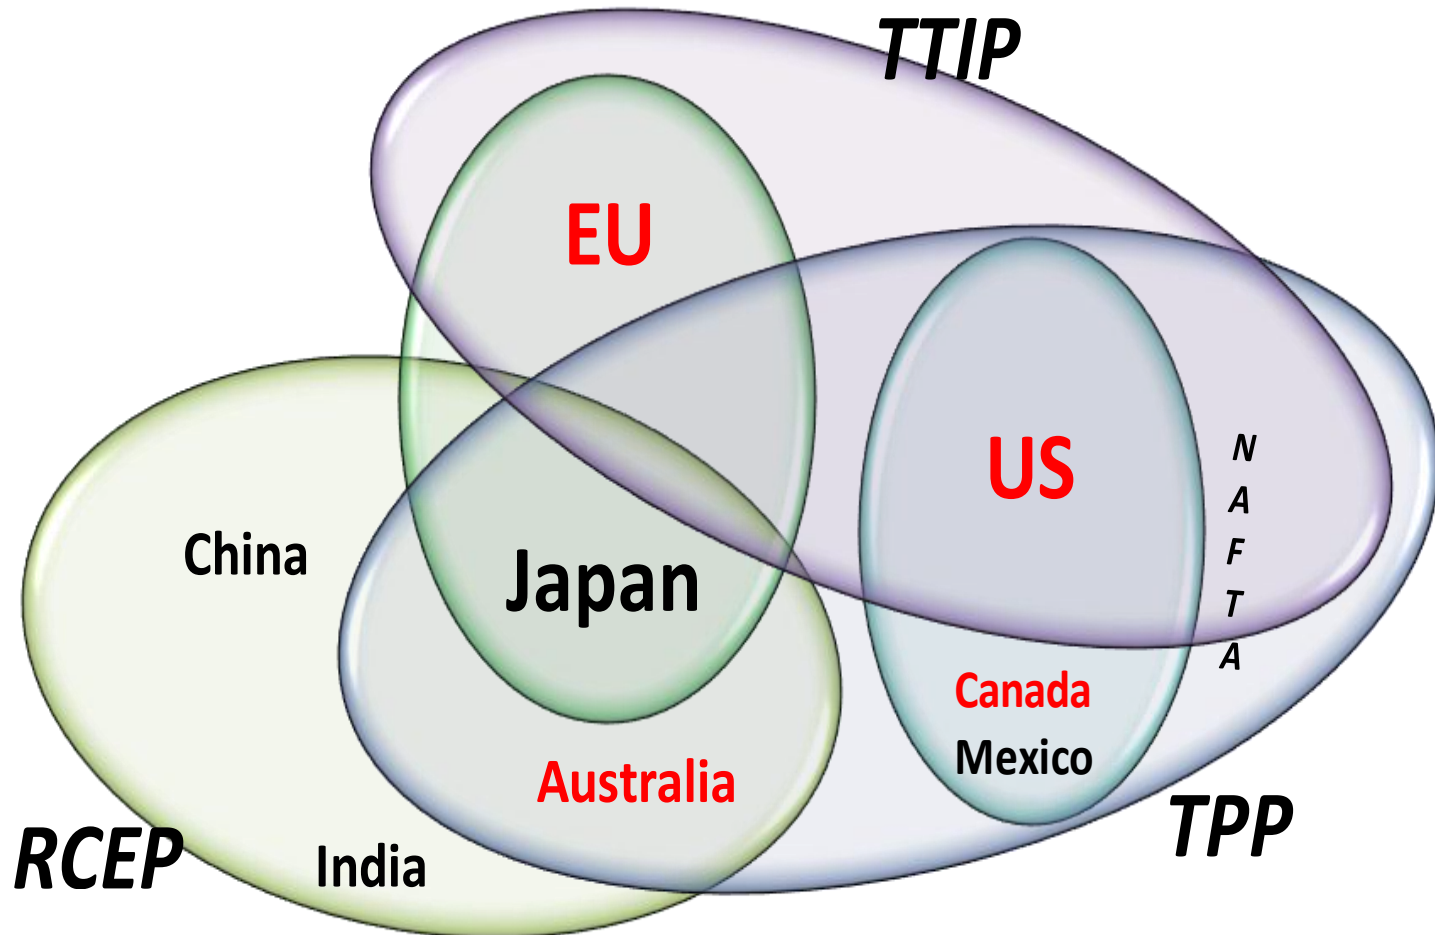 TTIP
EU
US
N
A
F
T
A
China
Japan
Canada
Mexico
Australia
TPP
RCEP
India